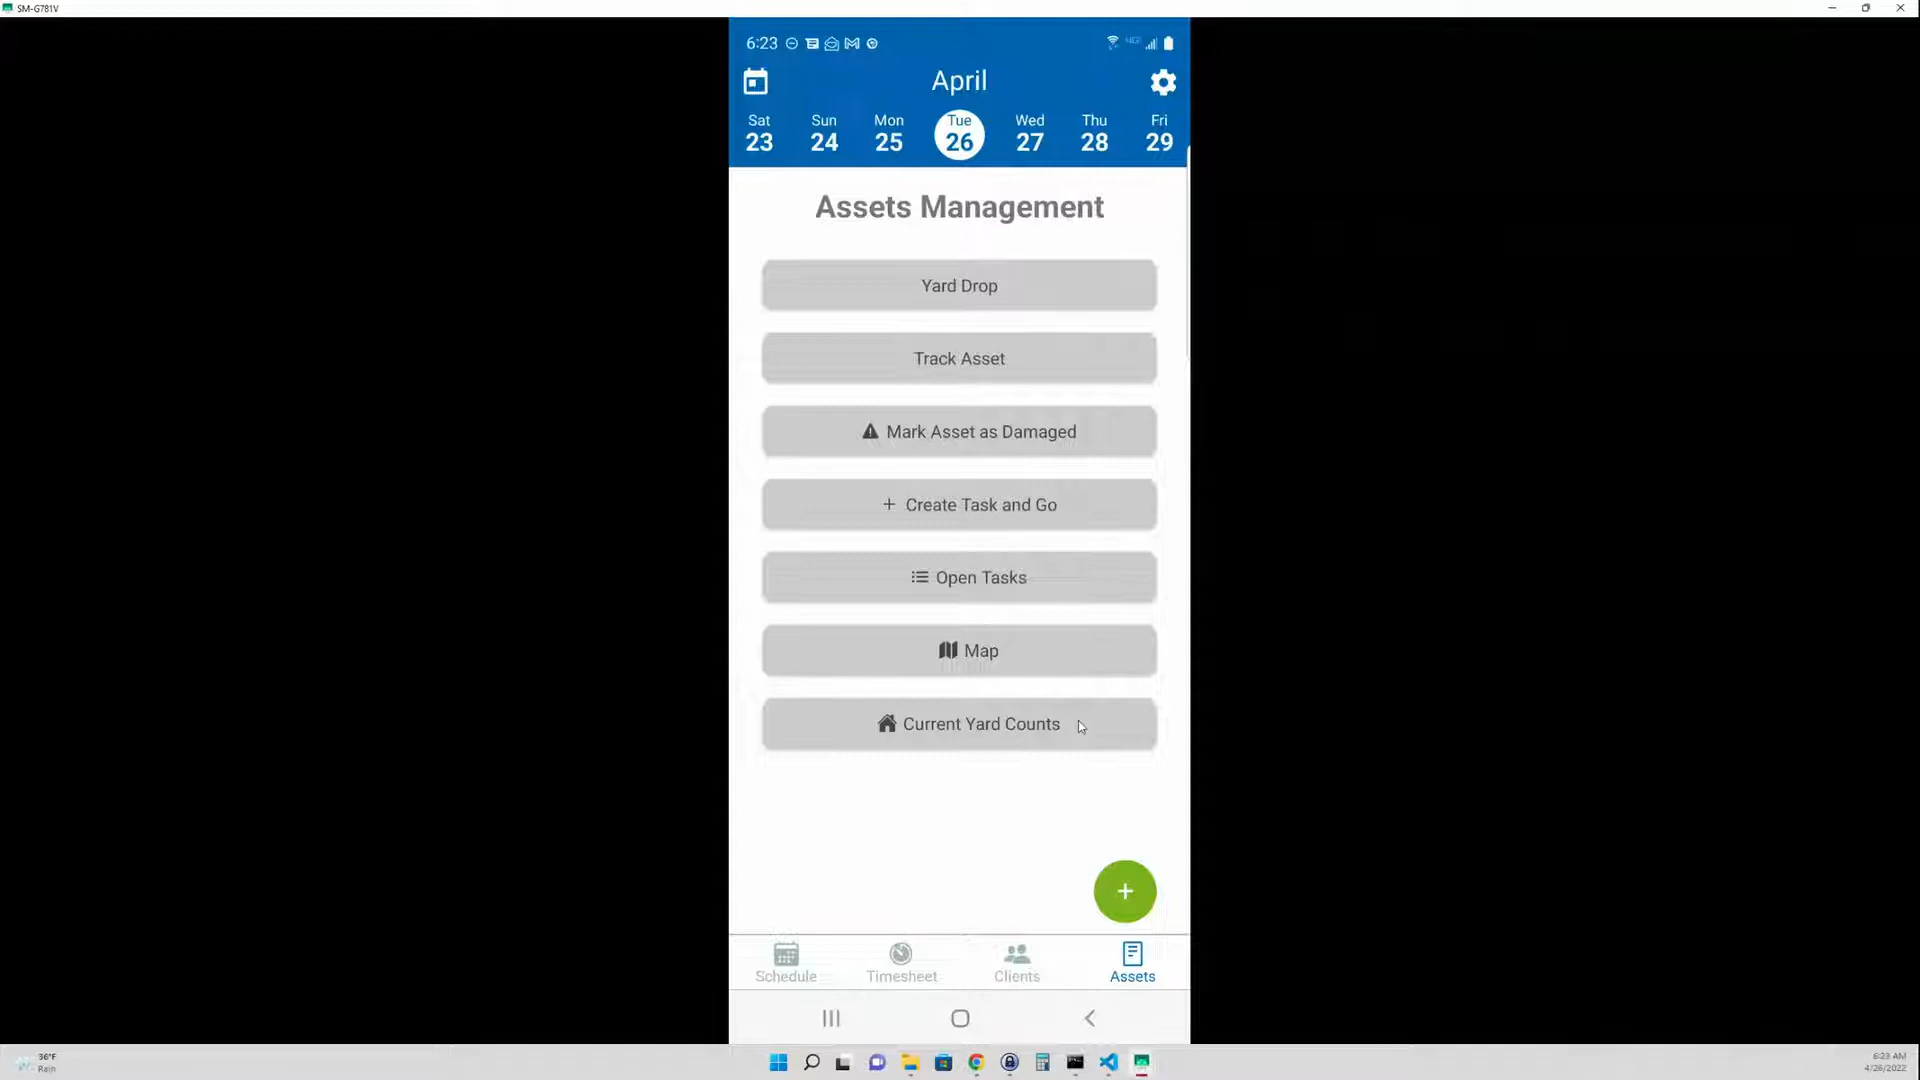 SM-G781V
6:23
April
Sat Sun Mon Tue Wed Thu Fri
23 24 25 26 27 28 29
Assets Management
Yard Drop
Track Asset
Mark Asset as Damaged
+ Create Task and Go
Open Tasks
Map
Current Yard Counts
+
Schedule Timesheet Clients Assets
36°F
Rain
6:23 AM
4/26/2022